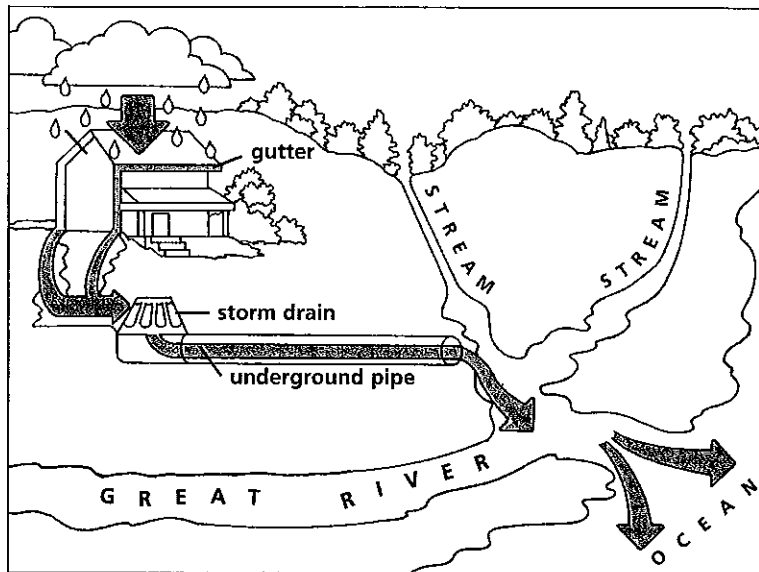 gutter
STREAM
STREAM
storm drain
underground pipe
GREAT RIVER
OCEAN